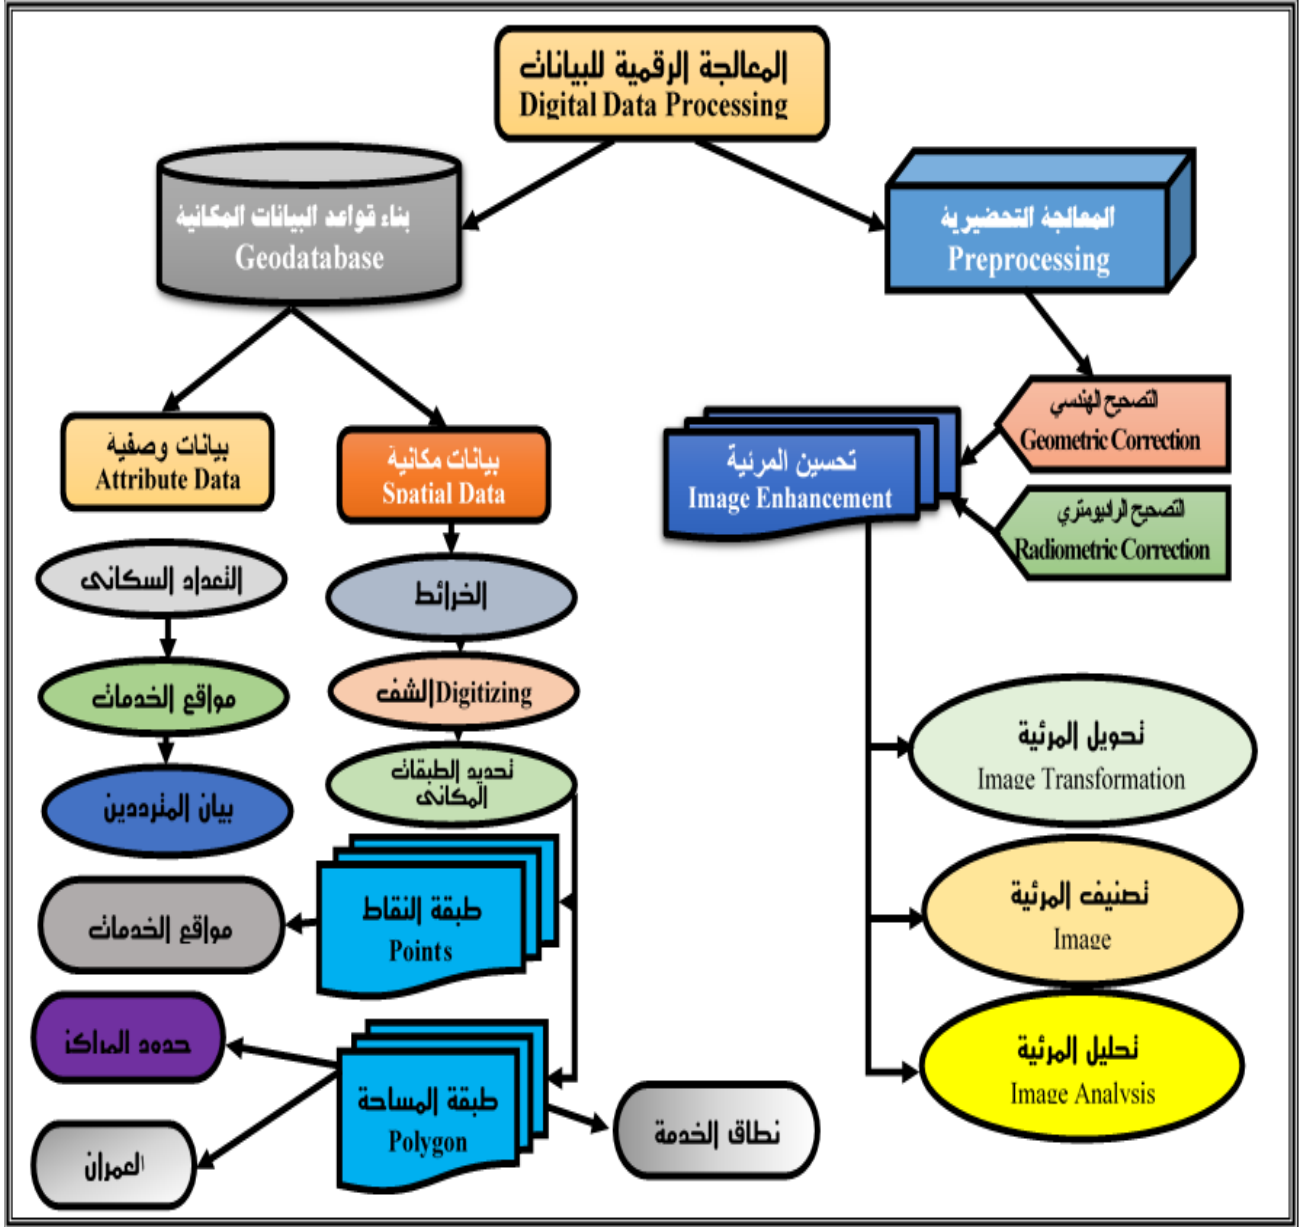 المعالجة الرقمية للبيانات
Digital Data Processing
المعالجة التحضيرية
Preprocessing
بناء قواعد البيانات المكانية
Geodatabase
التصحيح الهندسي
Geometric Correction
التصحيح الراديومتري
Radiometric Correction
تحسين المرئية
Image Enhancement
تحويل المرئية
Image Transformation
تصنيف المرئية
Image
تحليل المرئية
Image Analysis
بيانات مكانية
Spatial Data
الخرائط
الشفDigitizing
تحديد الطبقات
المكانى
طبقة النقاط
Points
مواقع الخدمات
طبقة المساحة
Polygon
نطاق الخدمة
حدود المراكز
العمران
بيانات وصفية
Attribute Data
التعداد السكانى
مواقع الخدمات
بيان المترددين